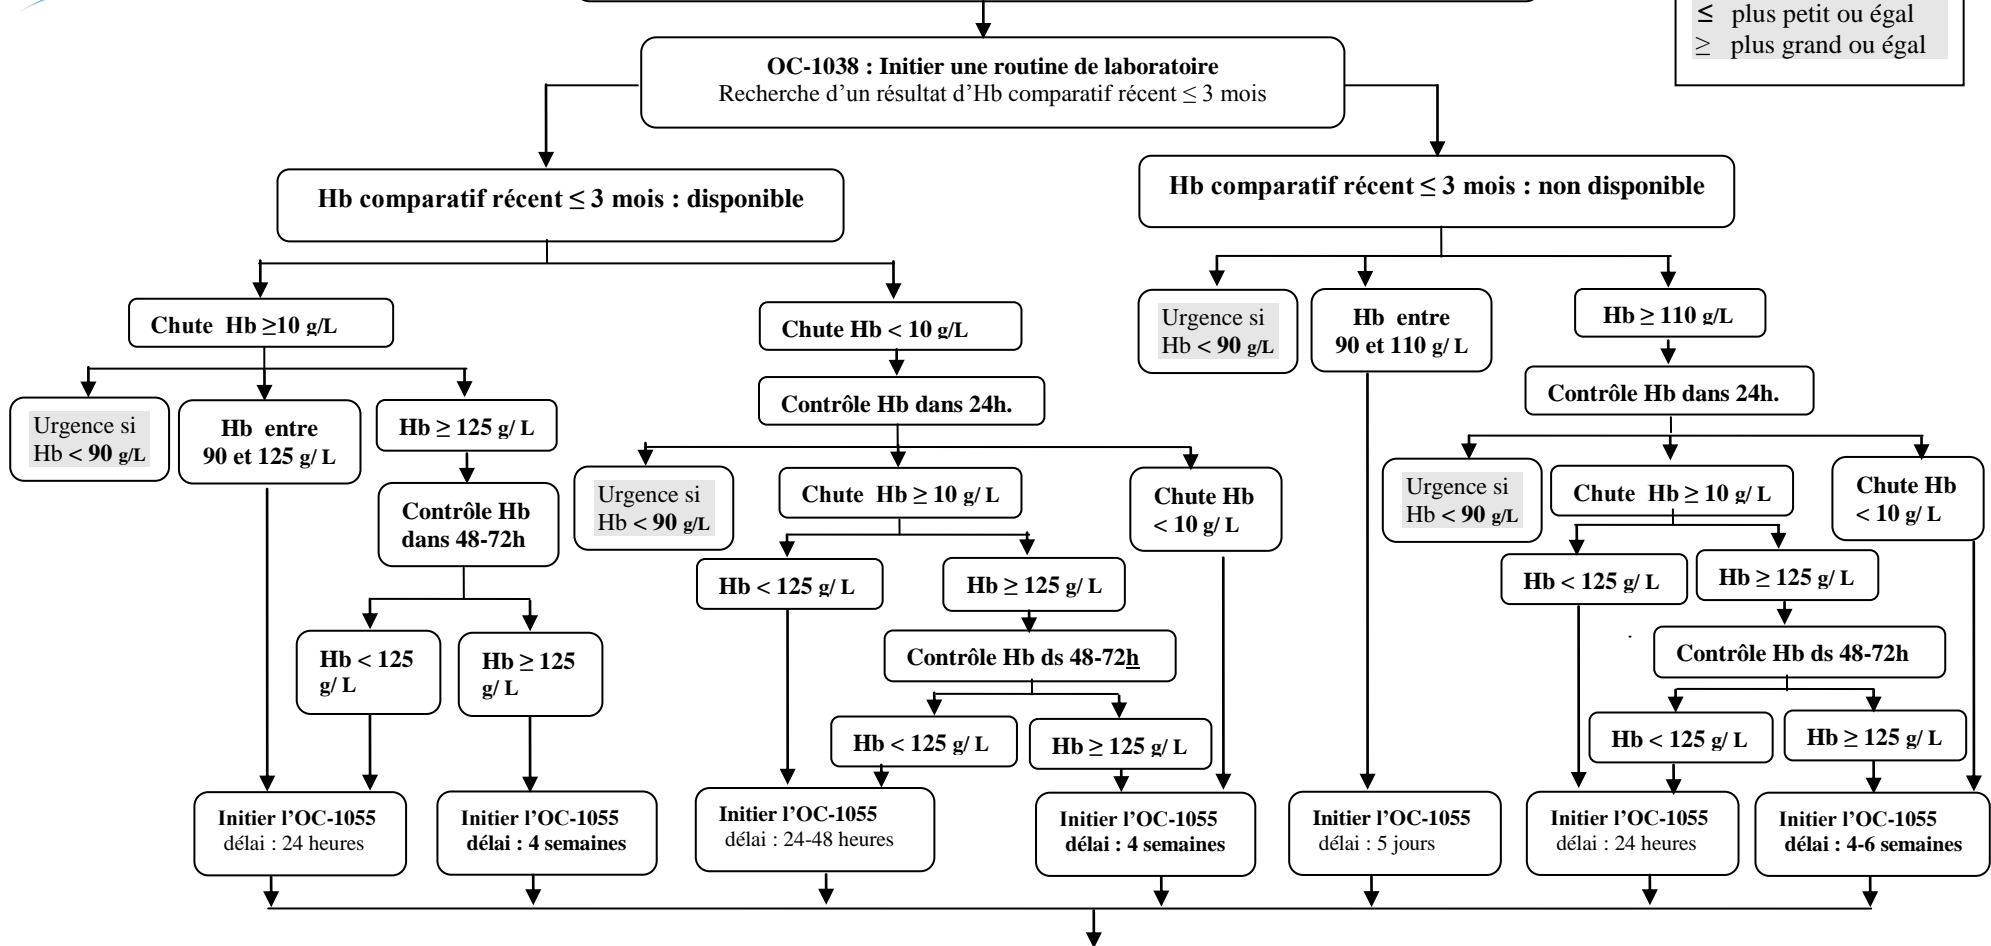 ≤ plus petit ou égal
≥ plus grand ou égal
OC-1038 : Initier une routine de laboratoire
Recherche d’un résultat d’Hb comparatif récent ≤ 3 mois
Hb comparatif récent ≤ 3 mois : disponible
Hb comparatif récent ≤ 3 mois : non disponible
Chute Hb ≥10 g/L
Chute Hb < 10 g/L
Urgence si
Hb < 90 g/L
Hb entre
90 et 110 g/ L
Hb ≥ 110 g/L
Contrôle Hb dans 24h.
Contrôle Hb dans 24h.
Urgence si
Hb < 90 g/L
Hb entre
90 et 125 g/ L
Hb ≥ 125 g/ L
Contrôle Hb
dans 48-72h
Urgence si
Hb < 90 g/L
Chute Hb ≥ 10 g/ L
Chute Hb
< 10 g/ L
Urgence si
Hb < 90 g/L
Chute Hb ≥ 10 g/ L
Chute Hb
< 10 g/ L
Hb < 125 g/ L
Hb ≥ 125 g/ L
Hb < 125 g/ L
Hb ≥ 125 g/ L
Hb < 125
g/ L
Hb ≥ 125
g/ L
Contrôle Hb ds 48-72h
Contrôle Hb ds 48-72h
Hb < 125 g/ L
Hb ≥ 125 g/ L
Hb < 125 g/ L
Hb ≥ 125 g/ L
Initier l’OC-1055
délai : 24 heures
Initier l’OC-1055
délai : 4 semaines
Initier l’OC-1055
délai : 24-48 heures
Initier l’OC-1055
délai : 4 semaines
Initier l’OC-1055
délai : 5 jours
Initier l’OC-1055
délai : 24 heures
Initier l’OC-1055
délai : 4-6 semaines